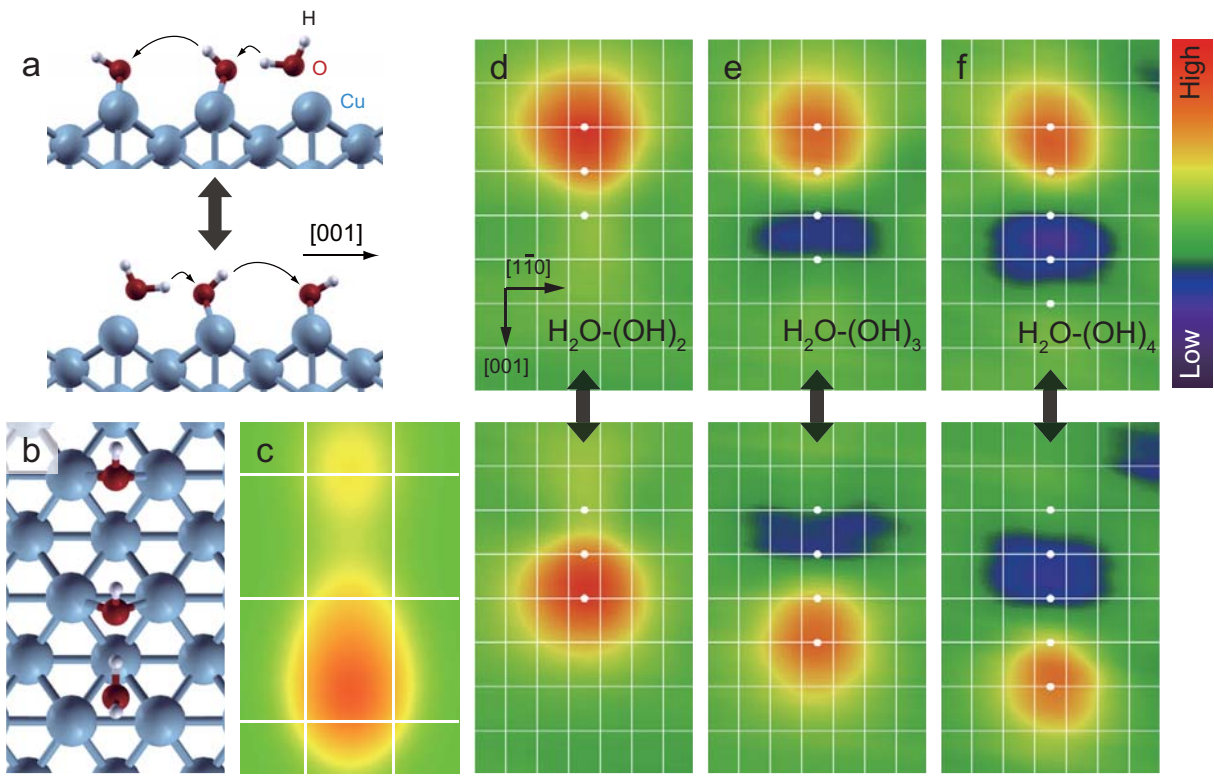 a
H
O
Cu
[001]
b
c
d
[11̄0]
[001]
H₂O-(OH)₂
e
H₂O-(OH)₃
f
H₂O-(OH)₄
High
Low